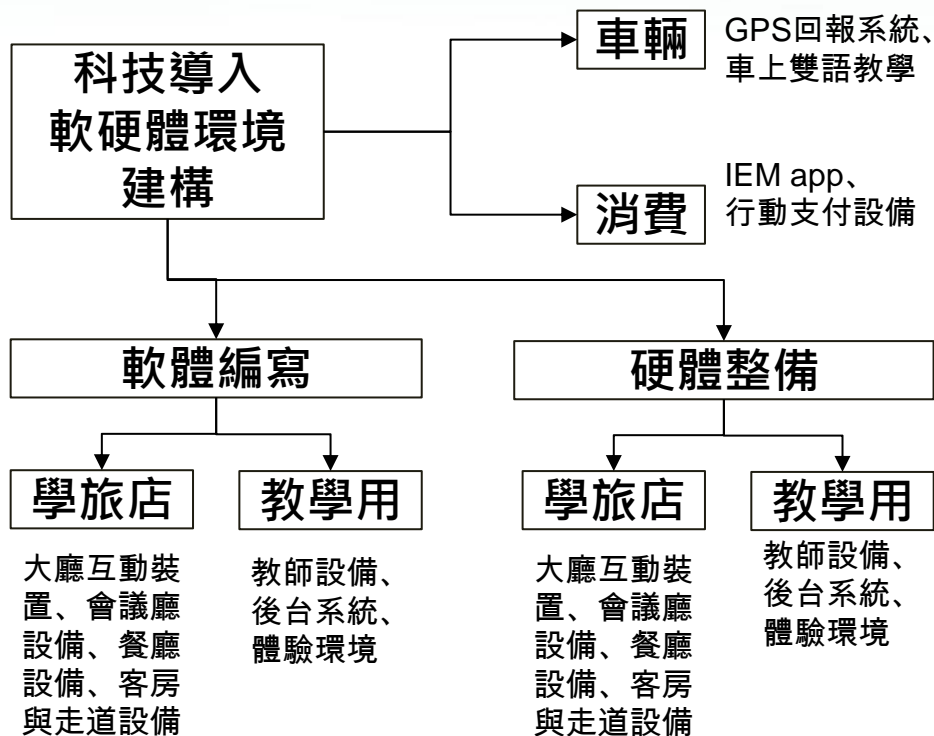 科技導入
軟硬體環境
建構
車輛
GPS回報系統、
車上雙語教學
消費
IEM app、
行動支付設備
軟體編寫
硬體整備
學旅店
教學用
學旅店
教學用
大廳互動裝
置、會議廳
設備、餐廳
設備、客房
與走道設備
教師設備、
後台系統、
體驗環境
大廳互動裝
置、會議廳
設備、餐廳
設備、客房
與走道設備
教師設備、
後台系統、
體驗環境